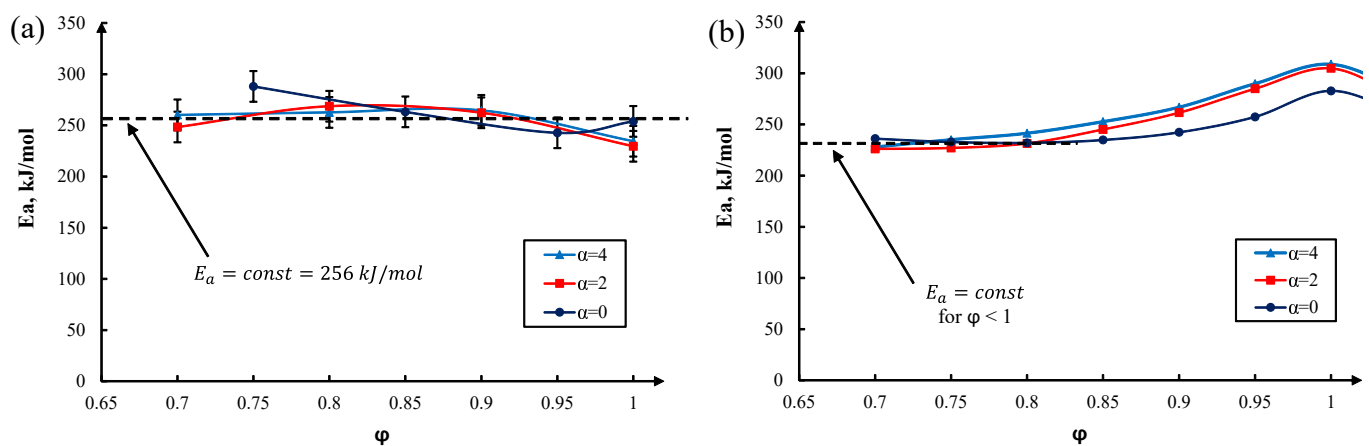 (a)
350
300
250
200
150
100
50
0
Ea, kJ/mol
0.65 0.7 0.75 0.8 0.85 0.9 0.95 1
φ
E_a = const = 256 kJ/mol
α=4
α=2
α=0
(b)
350
300
250
200
150
100
50
0
Ea, kJ/mol
0.65 0.7 0.75 0.8 0.85 0.9 0.95 1
φ
E_a = const
for φ < 1
α=4
α=2
α=0